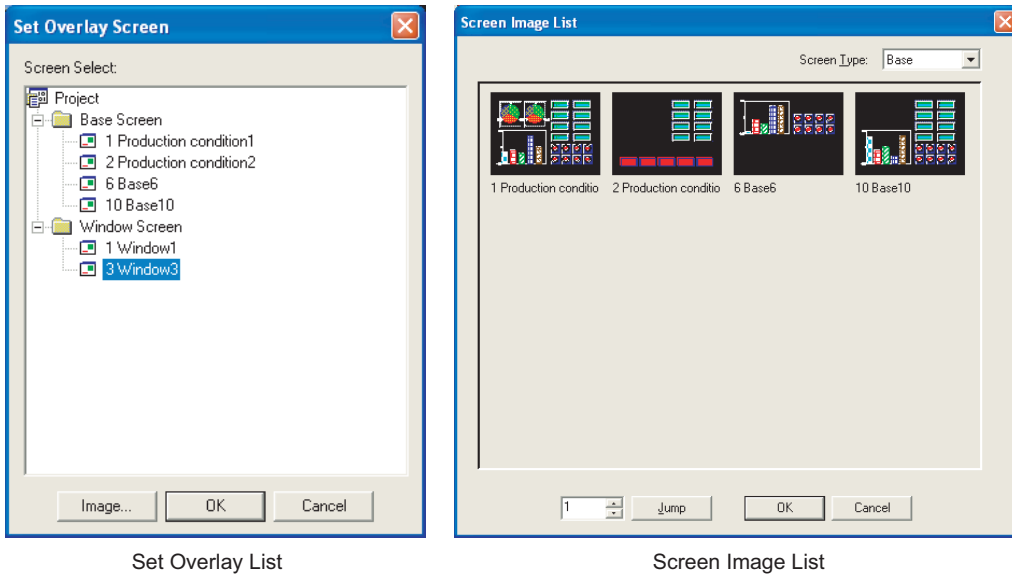 Set Overlay Screen
Screen Select:
Project
Base Screen
1 Production condition1
2 Production condition2
6 Base6
10 Base10
Window Screen
1 Window1
3 Window3
Image...
OK
Cancel
Set Overlay List
Screen Image List
Screen Type:
Base
1 Production conditio
2 Production conditio
6 Base6
10 Base10
1
Jump
OK
Cancel
Screen Image List